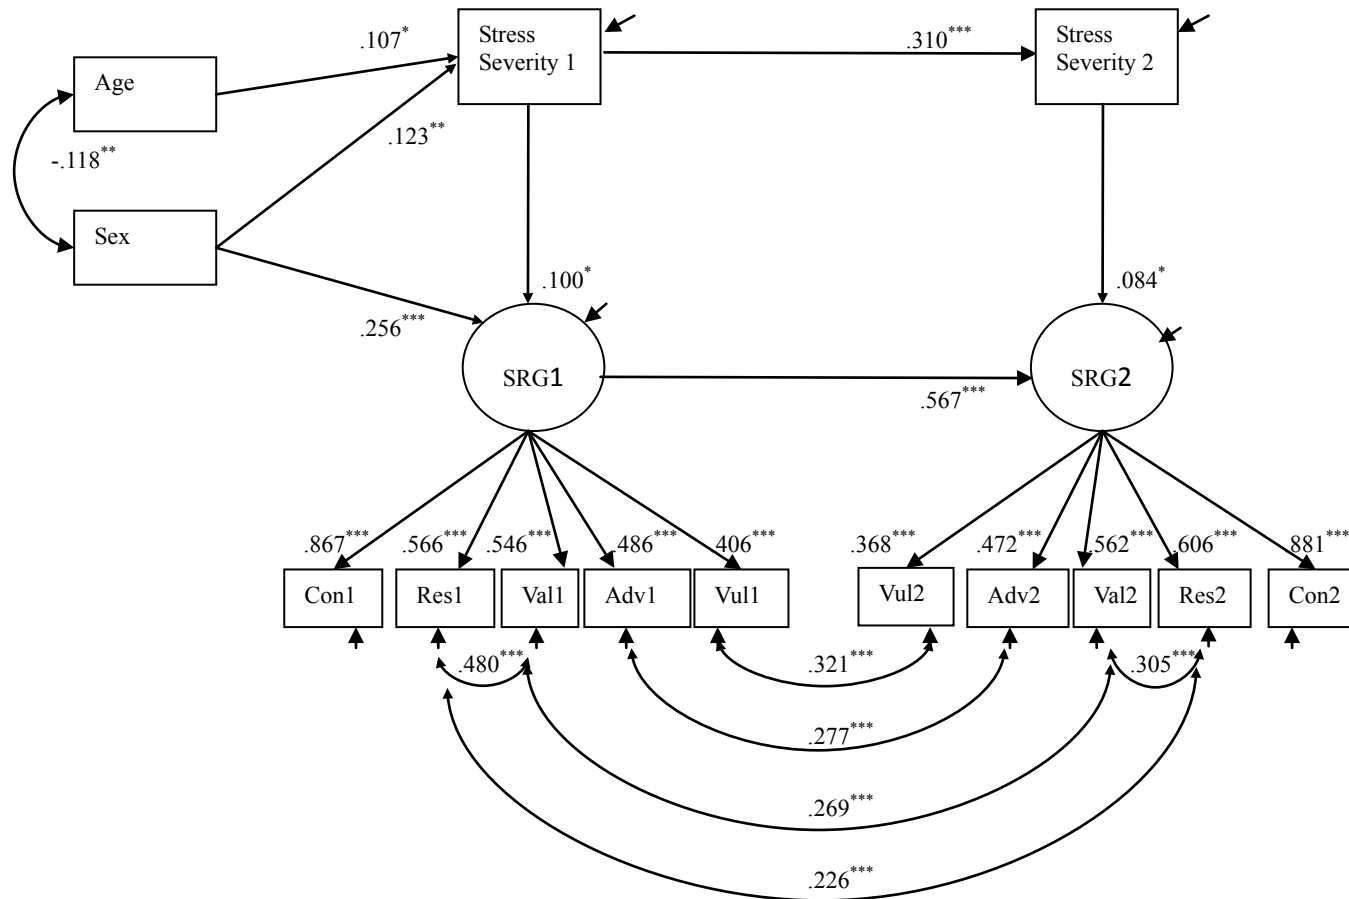 .107*
Stress
Severity 1
.310***
Stress
Severity 2
Age
.123**
-.118**
Sex
.100*
.084*
.256***
SRG1
SRG2
.567***
.867***
.566***
.546***
.486***
.406***
.368***
.472***
.562***
.606***
.881***
Con1
Res1
Val1
Adv1
Vul1
Vul2
Adv2
Val2
Res2
Con2
.480***
.321***
.305***
.277***
.269***
.226***